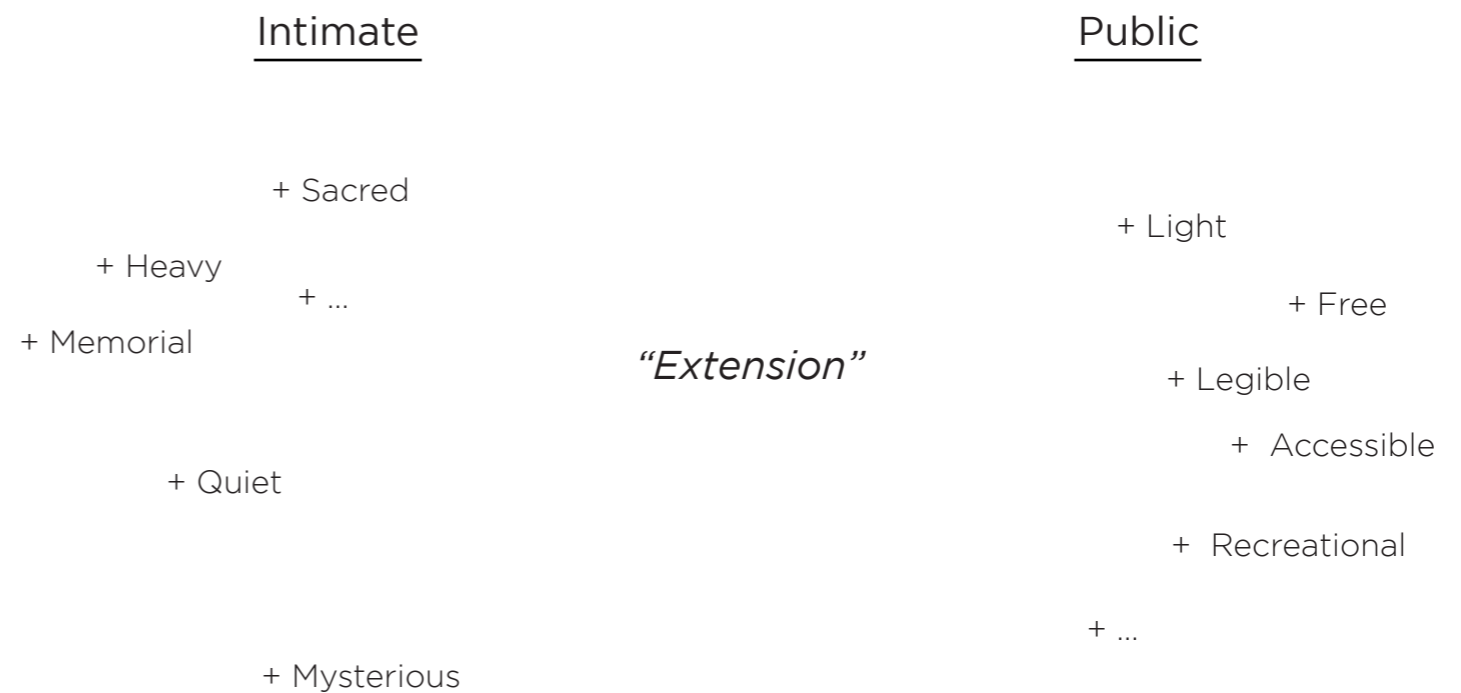 Intimate
+ Sacred
+ Heavy
+ ...
+ Memorial
+ Quiet
+ Mysterious
“Extension”
Public
+ Light
+ Free
+ Legible
+ Accessible
+ Recreational
+ ...